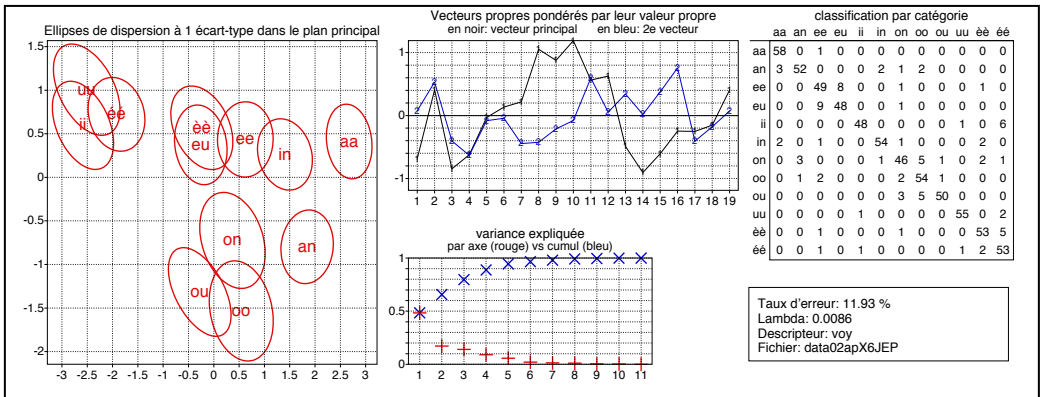 Ellipses de dispersion à 1 écart-type dans le plan principal
1.5
1
0.5
0
-0.5
-1
-1.5
-2
-3 -2.5 -2 -1.5 -1 -0.5 0 0.5 1 1.5 2 2.5 3
uu
ii
éé
èè
eu
ee
in
aa
on
an
ou
oo
Vecteurs propres pondérés par leur valeur propre
en noir: vecteur principal en bleu: 2e vecteur
1
0
-1
1 2 3 4 5 6 7 8 9 10 11 12 13 14 15 16 17 18 19
variance expliquée
par axe (rouge) vs cumul (bleu)
1
0.5
0
1 2 3 4 5 6 7 8 9 10 11
classification par catégorie
aa an ee eu ii in on oo ou uu èè éé
aa 58 0 1 0 0 0 0 0 0 0 0 0
an 3 52 0 0 0 2 1 2 0 0 0 0
ee 0 0 49 8 0 0 1 0 0 0 1 0
eu 0 0 9 48 0 0 1 0 0 0 0 0
ii 0 0 0 0 48 0 0 0 0 1 0 6
in 2 0 1 0 0 54 1 0 0 0 2 0
on 0 3 0 0 0 1 46 5 1 0 2 1
oo 0 1 2 0 0 0 2 54 1 0 0 0
ou 0 0 0 0 0 0 3 5 50 0 0 0
uu 0 0 0 0 1 0 0 0 0 55 0 2
èè 0 0 1 0 0 0 1 0 0 0 53 5
éé 0 0 1 0 1 0 0 0 0 1 2 53
Taux d'erreur: 11.93 %
Lambda: 0.0086
Descripteur: voy
Fichier: data02apX6JEP